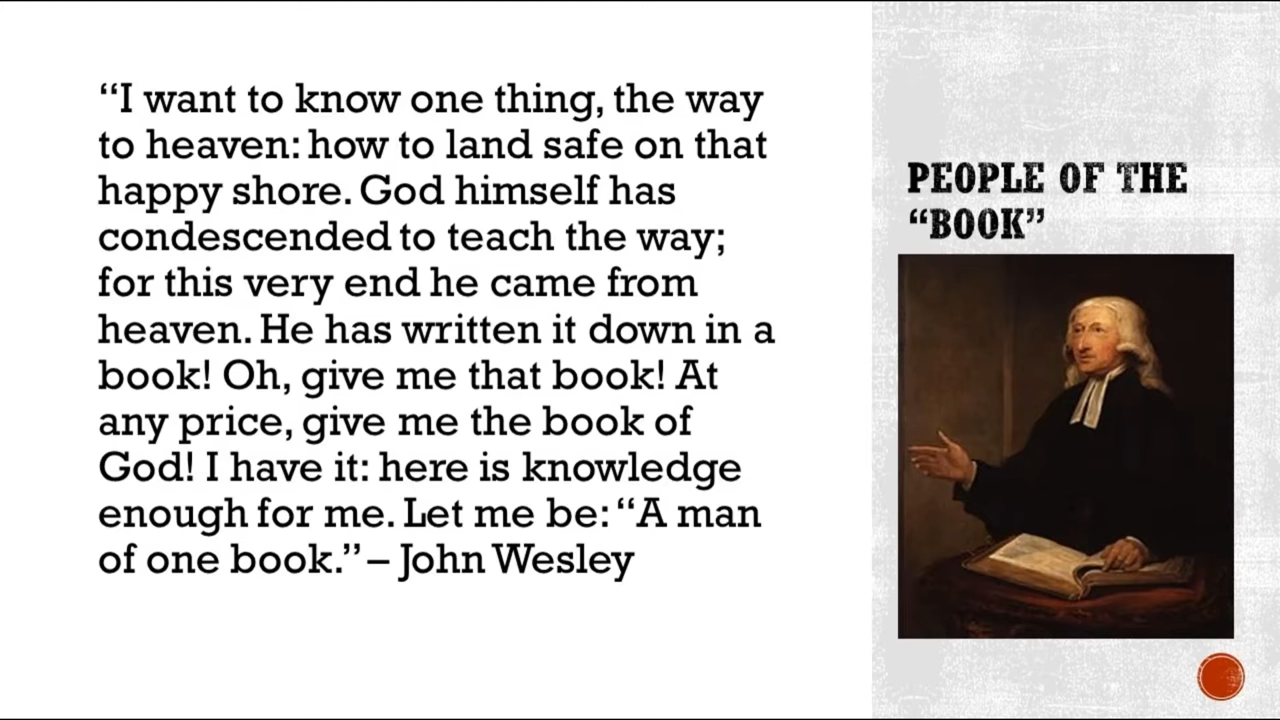 “I want to know one thing, the way
to heaven: how to land safe on that
happy shore. God himself has
condescended to teach the way;
for this very end he came from
heaven. He has written it down in a
book! Oh, give me that book! At
any price, give me the book of
God! I have it: here is knowledge
enough for me. Let me be: “A man
of one book.” – John Wesley
PEOPLE OF THE
“BOOK”